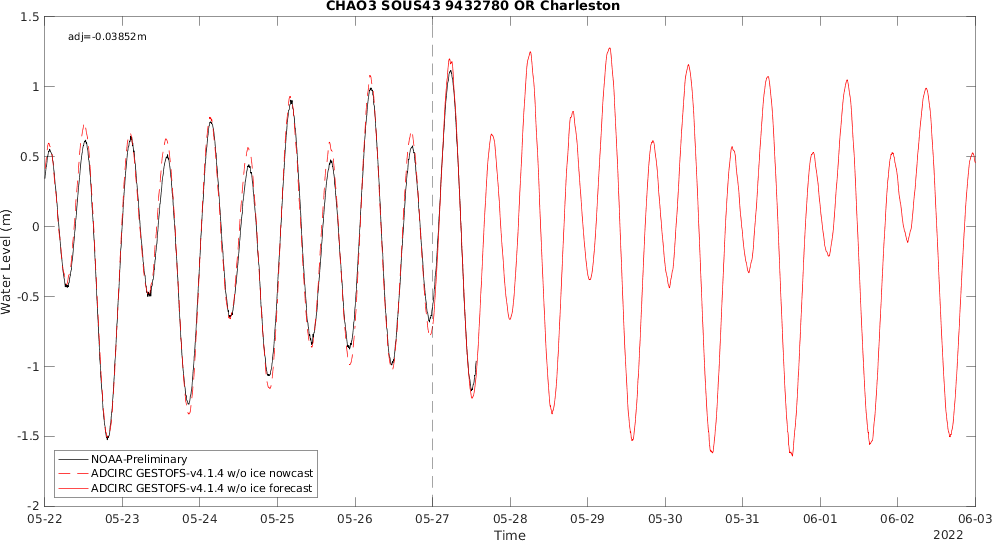 CHAO3 SOUS43 9432780 OR Charleston
adj=-0.03852m
1.5
1
0.5
0
-0.5
-1
-1.5
-2
Water Level (m)
NOAA-Preliminary
ADCIRC GESTOFS-v4.1.4 w/o ice nowcast
ADCIRC GESTOFS-v4.1.4 w/o ice forecast
05-22 05-23 05-24 05-25 05-26 05-27 05-28 05-29 05-30 05-31 06-01 06-02 06-03
Time
2022